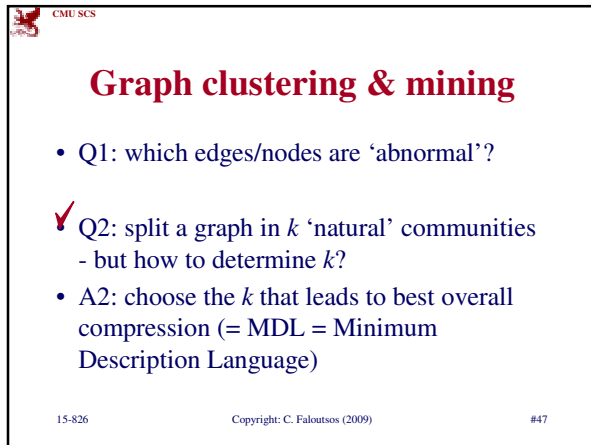 CMU SCS
Graph clustering & mining
• Q1: which edges/nodes are ‘abnormal’?
• Q2: split a graph in k ‘natural’ communities
- but how to determine k?
• A2: choose the k that leads to best overall
compression (= MDL = Minimum
Description Language)
15-826 Copyright: C. Faloutsos (2009) #47